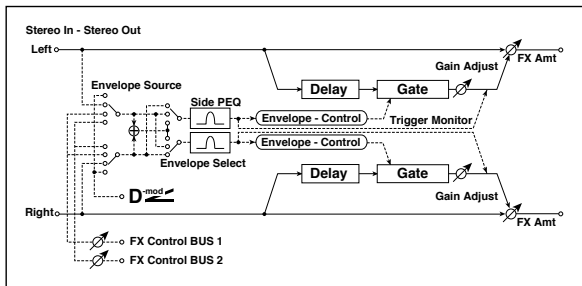 Stereo In - Stereo Out
Left
FX Amt
Gain Adjust
Delay
Gate
Envelope Source
Side PEQ
Envelope - Control
Trigger Monitor
Envelope - Control
Envelope Select
Delay
Gate
D-mod
Gain Adjust
Right
FX Amt
FX Control BUS 1
FX Control BUS 2